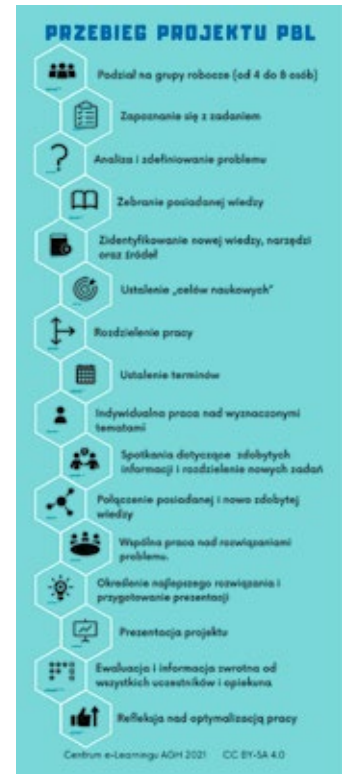 PRZEBIEG PROJEKTU PBL
Podział na grupy robocze (od 4 do 8 osób)
Zapoznanie się z zadaniem
Analiza i zdefiniowanie problemu
Zebranie posiadanej wiedzy
Zidentyfikowanie nowej wiedzy, narzędzi
oraz źródeł
Ustalenie „celów naukowych"
Rozdzielenie pracy
Ustalenie terminów
Indywidualna praca nad wyznaczonymi
tematami
Spotkania dotyczące zdobytych
informacji i rozdzielenie nowych zadań
Połączenie posiadanej i nowo zdobytej
wiedzy
Wspólna praca nad rozwiązaniami
problemu.
Określenie najlepszego rozwiązania i
przygotowanie prezentacji
Prezentacja projektu
Ewaluacja i informacja zwrotna od
wszystkich uczestników i opiekuna
Refleksja nad optymalizacją pracy
Centrum e-Learningu AGH 2021 CC BY-SA 4.0